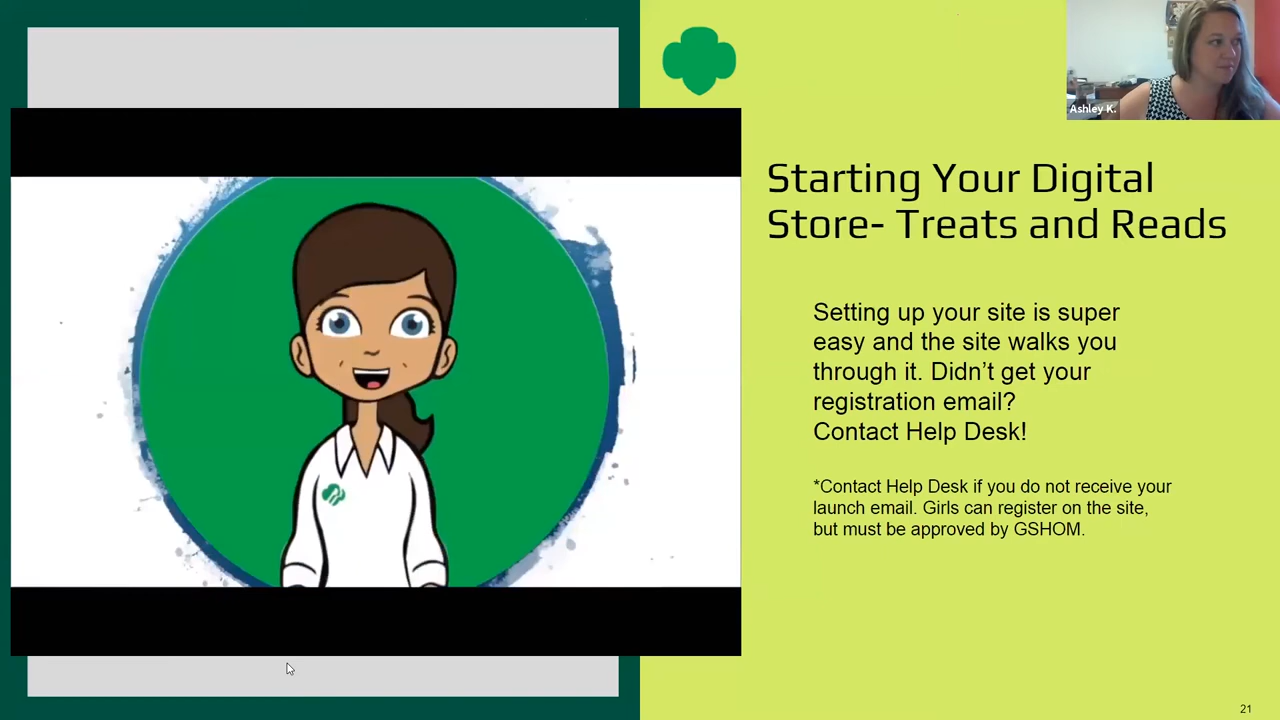 Ashley K.
Starting Your Digital
Store- Treats and Reads
Setting up your site is super
easy and the site walks you
through it. Didn’t get your
registration email?
Contact Help Desk!
*Contact Help Desk if you do not receive your
launch email. Girls can register on the site,
but must be approved by GSHOM.
21